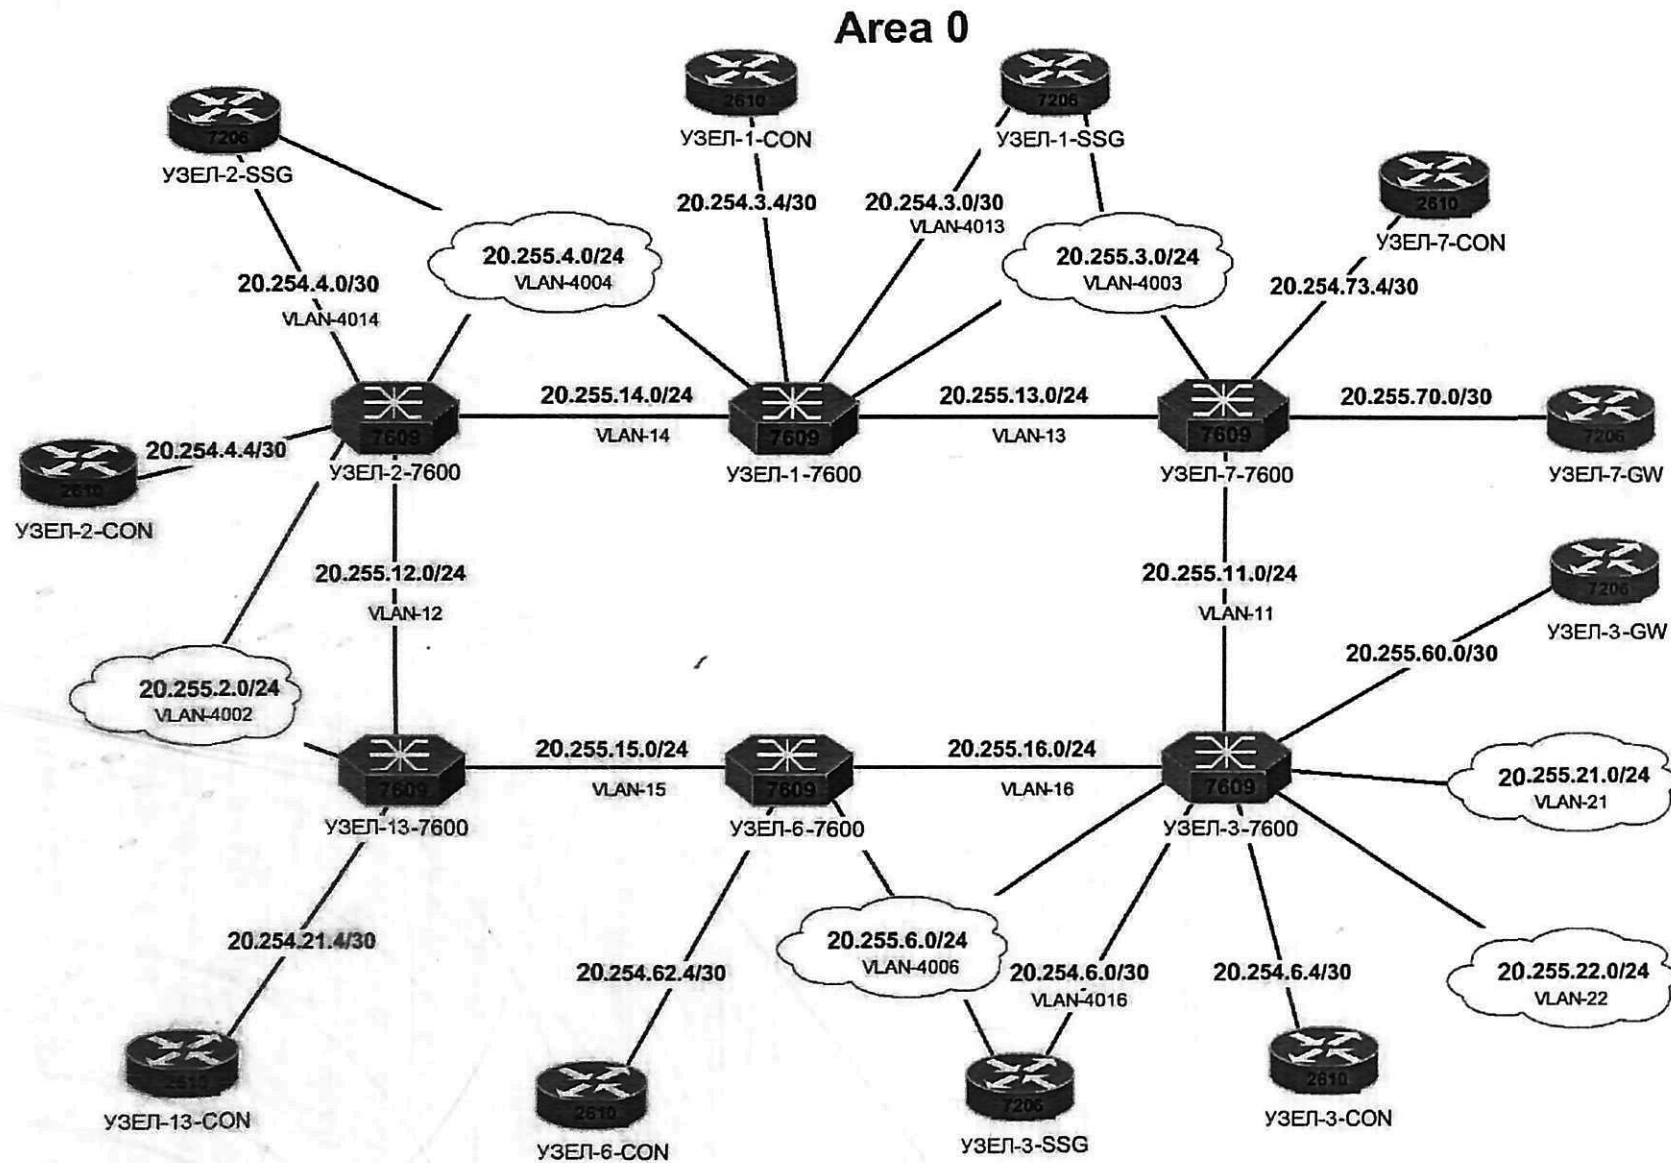 Area 0
2610
7206
УЗЕЛ-1-CON
УЗЕЛ-1-SSG
7206
УЗЕЛ-2-SSG
2610
УЗЕЛ-7-CON
20.254.3.4/30
20.254.3.0/30
VLAN-4013
20.255.4.0/24
VLAN-4004
20.255.3.0/24
VLAN-4003
20.254.4.0/30
VLAN-4014
20.254.73.4/30
20.255.14.0/24
VLAN-14
20.255.13.0/24
VLAN-13
20.255.70.0/30
7609
УЗЕЛ-2-7600
7609
УЗЕЛ-1-7600
7609
УЗЕЛ-7-7600
7206
УЗЕЛ-7-GW
20.254.4.4/30
2610
УЗЕЛ-2-CON
20.255.12.0/24
VLAN-12
20.255.11.0/24
VLAN-11
7206
УЗЕЛ-3-GW
20.255.60.0/30
20.255.2.0/24
VLAN-4002
20.255.15.0/24
VLAN-15
20.255.16.0/24
VLAN-16
7609
УЗЕЛ-13-7600
7609
УЗЕЛ-6-7600
7609
УЗЕЛ-3-7600
20.255.21.0/24
VLAN-21
20.254.21.4/30
20.254.62.4/30
20.255.6.0/24
VLAN-4006
20.254.6.0/30
VLAN-4016
20.254.6.4/30
20.255.22.0/24
VLAN-22
2610
УЗЕЛ-13-CON
2610
УЗЕЛ-6-CON
7206
УЗЕЛ-3-SSG
2610
УЗЕЛ-3-CON